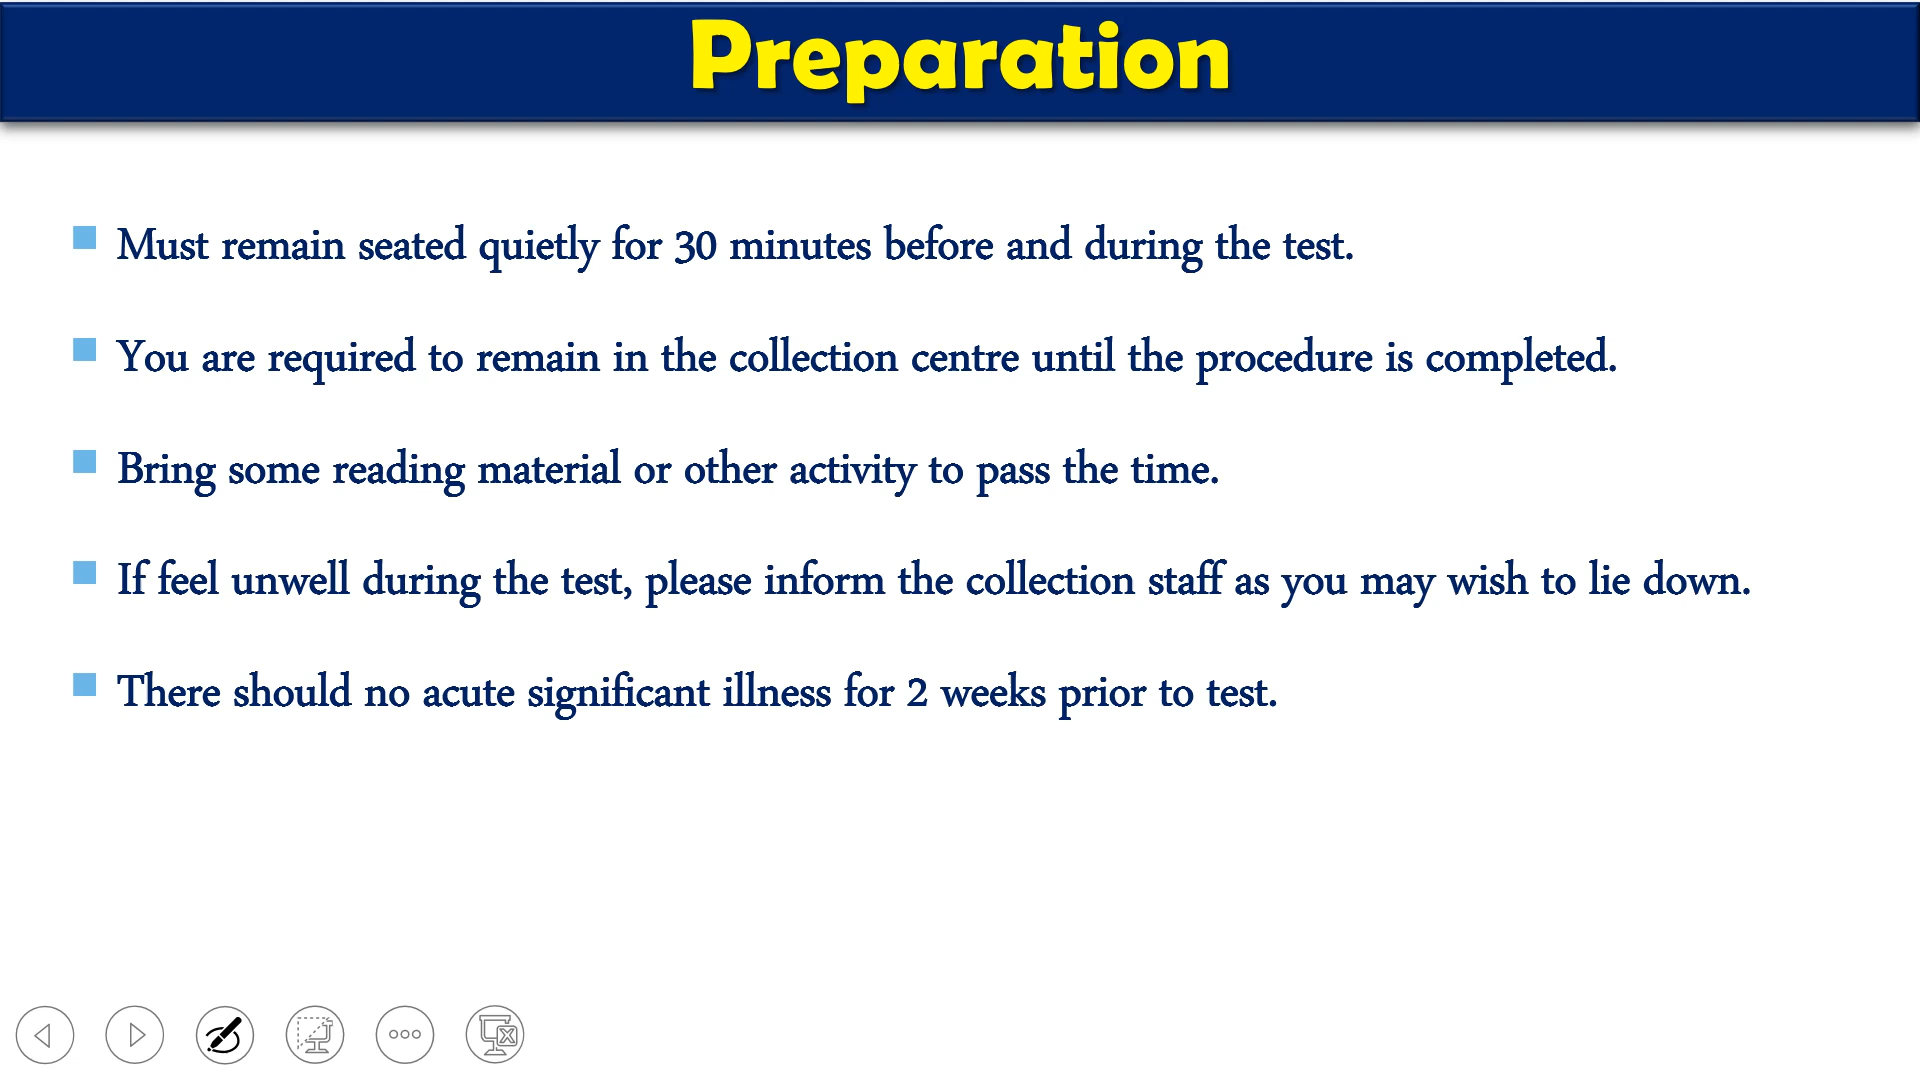 Preparation
Must remain seated quietly for 30 minutes before and during the test.
You are required to remain in the collection centre until the procedure is completed.
Bring some reading material or other activity to pass the time.
If feel unwell during the test, please inform the collection staff as you may wish to lie down.
There should no acute significant illness for 2 weeks prior to test.